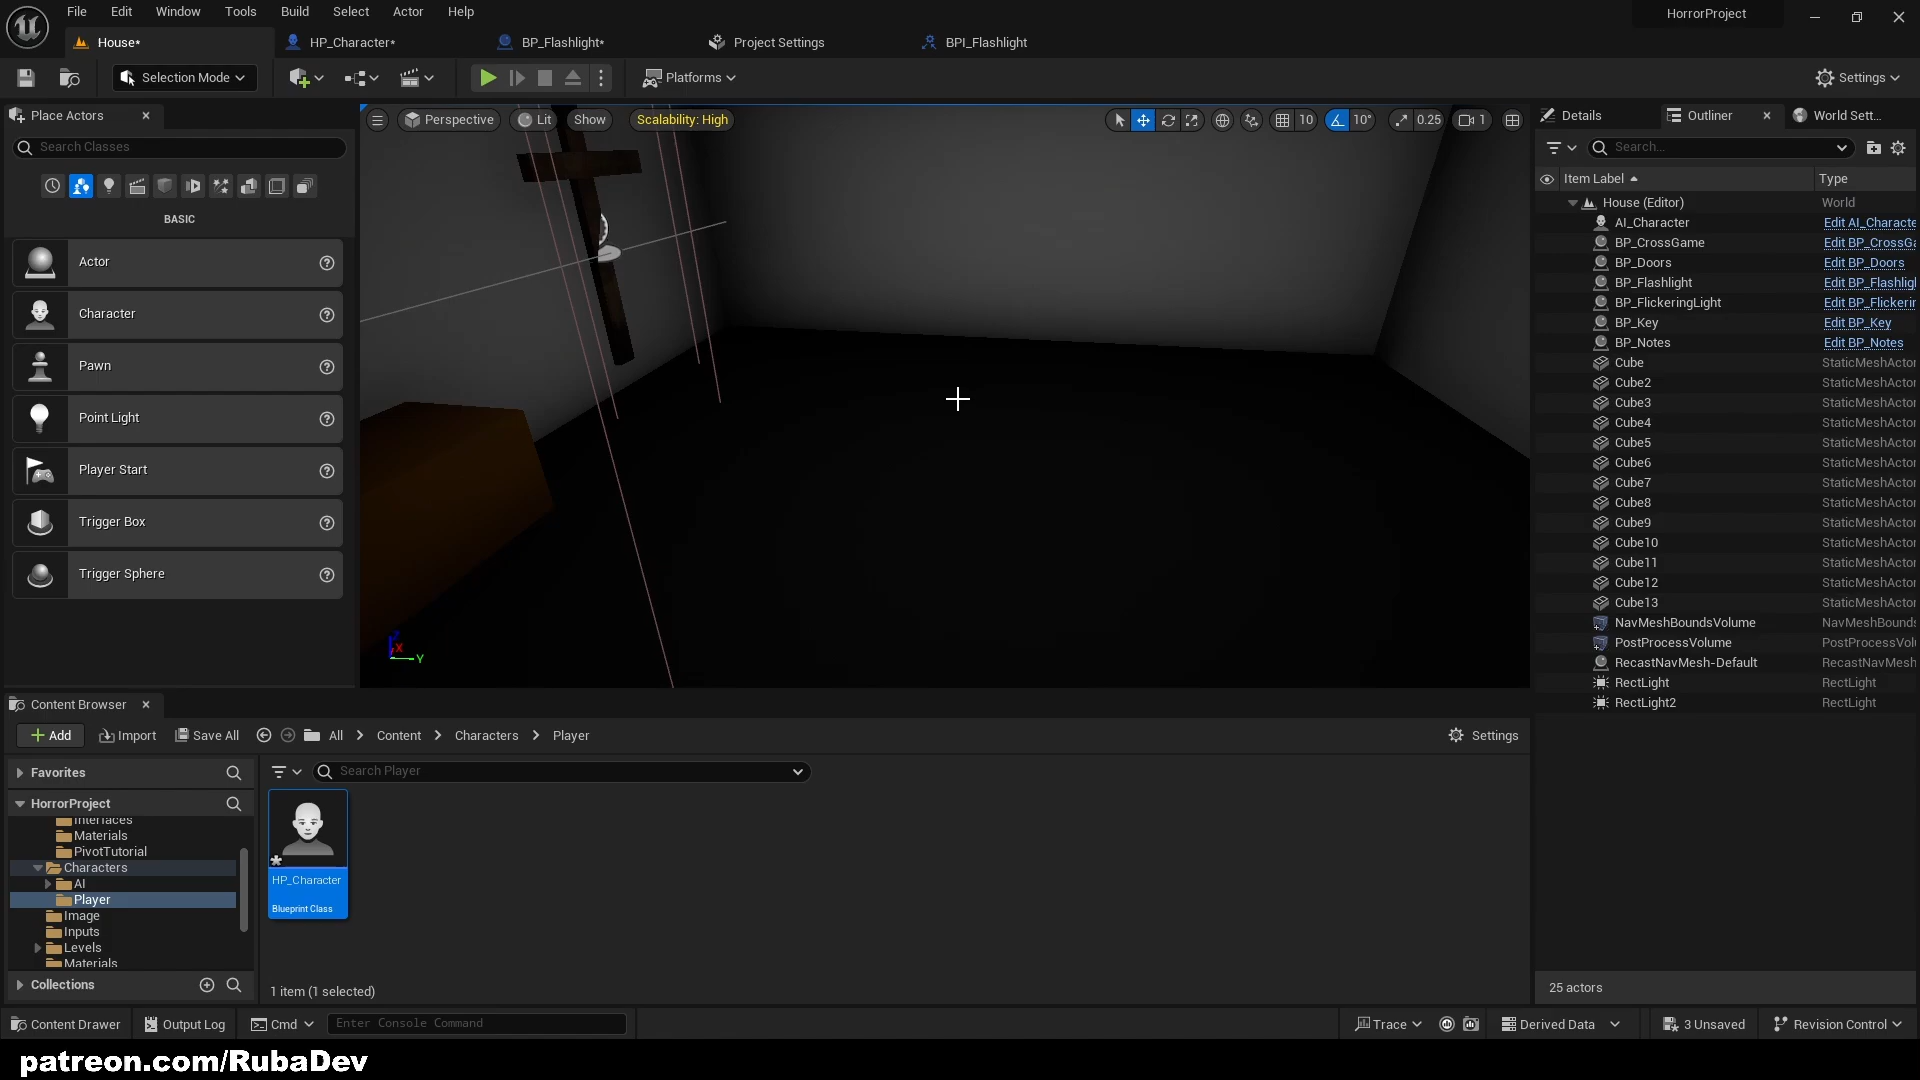 File Edit Window Tools Build Select Actor Help
HorrorProject
House*
HP_Character*
BP_Flashlight*
Project Settings
BPI_Flashlight
Selection Mode
Platforms
Settings
Place Actors
Search Classes
BASIC
Actor
Character
Pawn
Point Light
Player Start
Trigger Box
Trigger Sphere
Perspective
Lit
Show
Scalability: High
10
10°
0.25
1
X
Y
Details
Outliner
World Sett...
Search...
Item Label
Type
House (Editor) World
AI_Character Edit AI_Characte
BP_CrossGame Edit BP_CrossGa
BP_Doors Edit BP_Doors
BP_Flashlight Edit BP_Flashlig
BP_FlickeringLight Edit BP_Flickerin
BP_Key Edit BP_Key
BP_Notes Edit BP_Notes
Cube StaticMeshActor
Cube2 StaticMeshActor
Cube3 StaticMeshActor
Cube4 StaticMeshActor
Cube5 StaticMeshActor
Cube6 StaticMeshActor
Cube7 StaticMeshActor
Cube8 StaticMeshActor
Cube9 StaticMeshActor
Cube10 StaticMeshActor
Cube11 StaticMeshActor
Cube12 StaticMeshActor
Cube13 StaticMeshActor
NavMeshBoundsVolume NavMeshBounds
PostProcessVolume PostProcessVol
RecastNavMesh-Default RecastNavMesh
RectLight RectLight
RectLight2 RectLight
25 actors
Content Browser
Add
Import
Save All
All
Content
Characters
Player
Settings
Favorites
HorrorProject
Interfaces
Materials
PivotTutorial
Characters
AI
Player
Image
Inputs
Levels
Materials
Collections
Search Player
HP_Character
Blueprint Class
1 item (1 selected)
Content Drawer
Output Log
Cmd
Enter Console Command
Trace
Derived Data
3 Unsaved
Revision Control
patreon.com/RubaDev